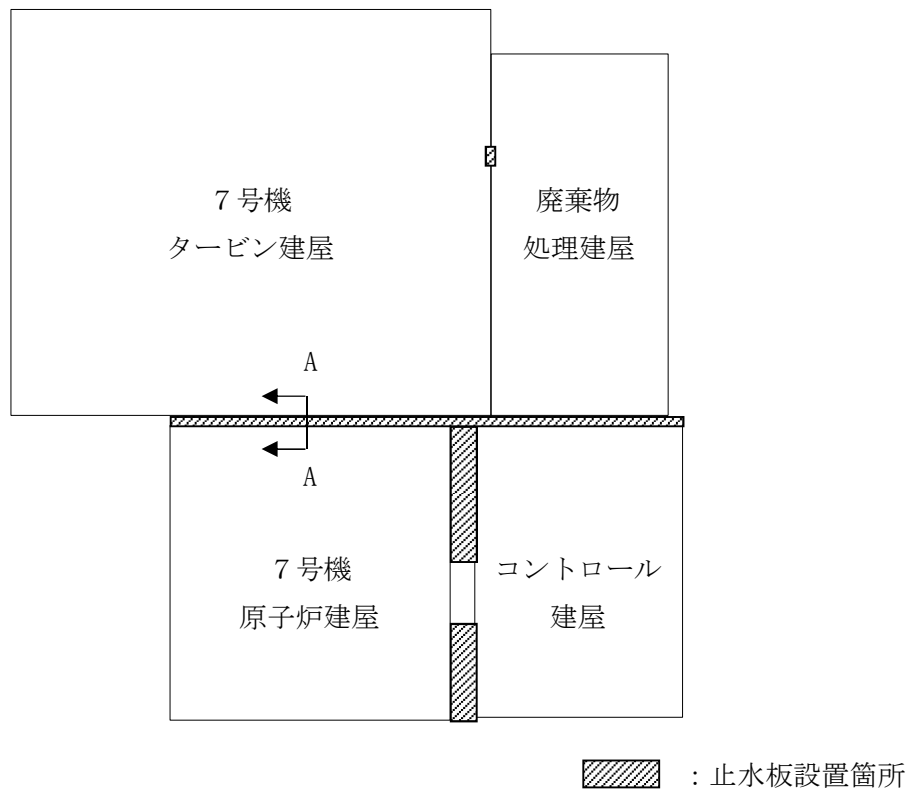 ７号機
タービン建屋
廃棄物
処理建屋
A
A
７号機
原子炉建屋
コントロール
建屋
：止水板設置箇所